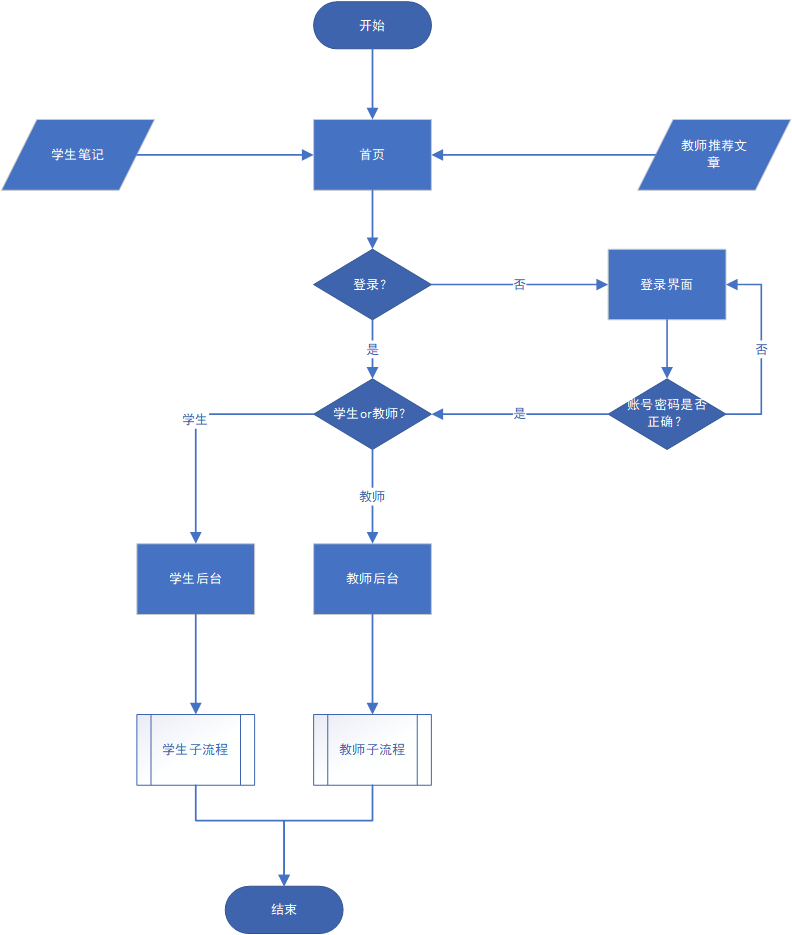 开始
学生笔记
首页
教师推荐文
章
登录？
否
登录界面
是
否
学生
学生or教师？
是
账号密码是否
正确？
教师
学生后台
教师后台
学生子流程
教师子流程
结束